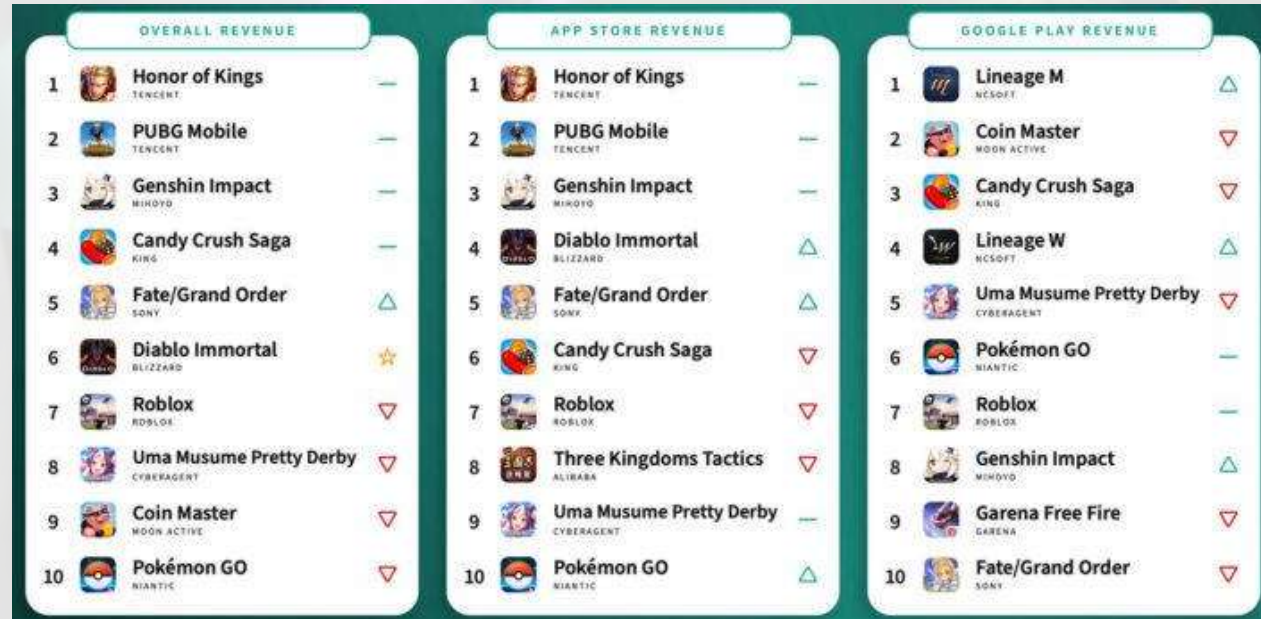 OVERALL REVENUE
1
Honor of Kings
TENCENT
2
PUBG Mobile
TENCENT
3
Genshin Impact
MIHOYO
4
Candy Crush Saga
KING
5
Fate/Grand Order
SONY
6
Diablo Immortal
BLIZZARD
7
Roblox
ROBLOX
8
Uma Musume Pretty Derby
CYBERAGENT
9
Coin Master
MOON ACTIVE
10
Pokémon GO
NIANTIC
APP STORE REVENUE
1
Honor of Kings
TENCENT
2
PUBG Mobile
TENCENT
3
Genshin Impact
MIHOYO
4
Diablo Immortal
BLIZZARD
5
Fate/Grand Order
SONY
6
Candy Crush Saga
KING
7
Roblox
ROBLOX
8
Three Kingdoms Tactics
ALIBABA
9
Uma Musume Pretty Derby
CYBERAGENT
10
Pokémon GO
NIANTIC
GOOGLE PLAY REVENUE
1
Lineage M
NCSOFT
2
Coin Master
MOON ACTIVE
3
Candy Crush Saga
KING
4
Lineage W
NCSOFT
5
Uma Musume Pretty Derby
CYBERAGENT
6
Pokémon GO
NIANTIC
7
Roblox
ROBLOX
8
Genshin Impact
MIHOYO
9
Garena Free Fire
GARENA
10
Fate/Grand Order
SONY